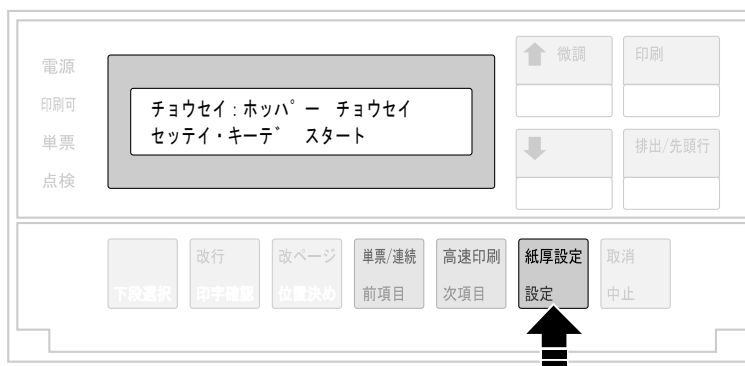 電源
印刷可
単票
点検
チョウセイ:ホッパ゜ー チョウセイ
セッテイ・キーデ゛ スタート
微調
印刷
排出/先頭行
改行
改ページ
単票/連続
高速印刷
紙厚設定
取消
下段選択
印字確認
位置決め
前項目
次項目
設定
中止